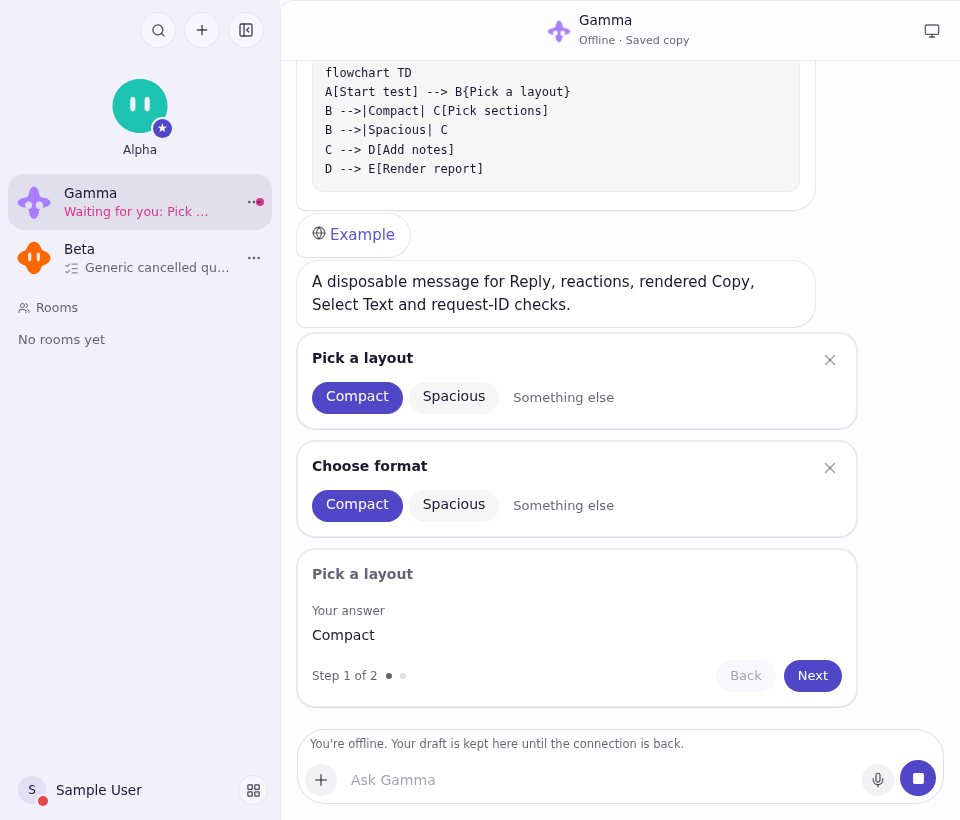 Alpha
Gamma
Waiting for you: Pick ...
Beta
Generic cancelled qu...
Rooms
No rooms yet
S
Sample User
Gamma
Offline · Saved copy
flowchart TD
A[Start test] --> B{Pick a layout}
B -->|Compact| C[Pick sections]
B -->|Spacious| C
C --> D[Add notes]
D --> E[Render report]
Example
A disposable message for Reply, reactions, rendered Copy,
Select Text and request-ID checks.
Pick a layout
Compact Spacious Something else
Choose format
Compact Spacious Something else
Pick a layout
Your answer
Compact
Step 1 of 2
Back Next
You're offline. Your draft is kept here until the connection is back.
Ask Gamma